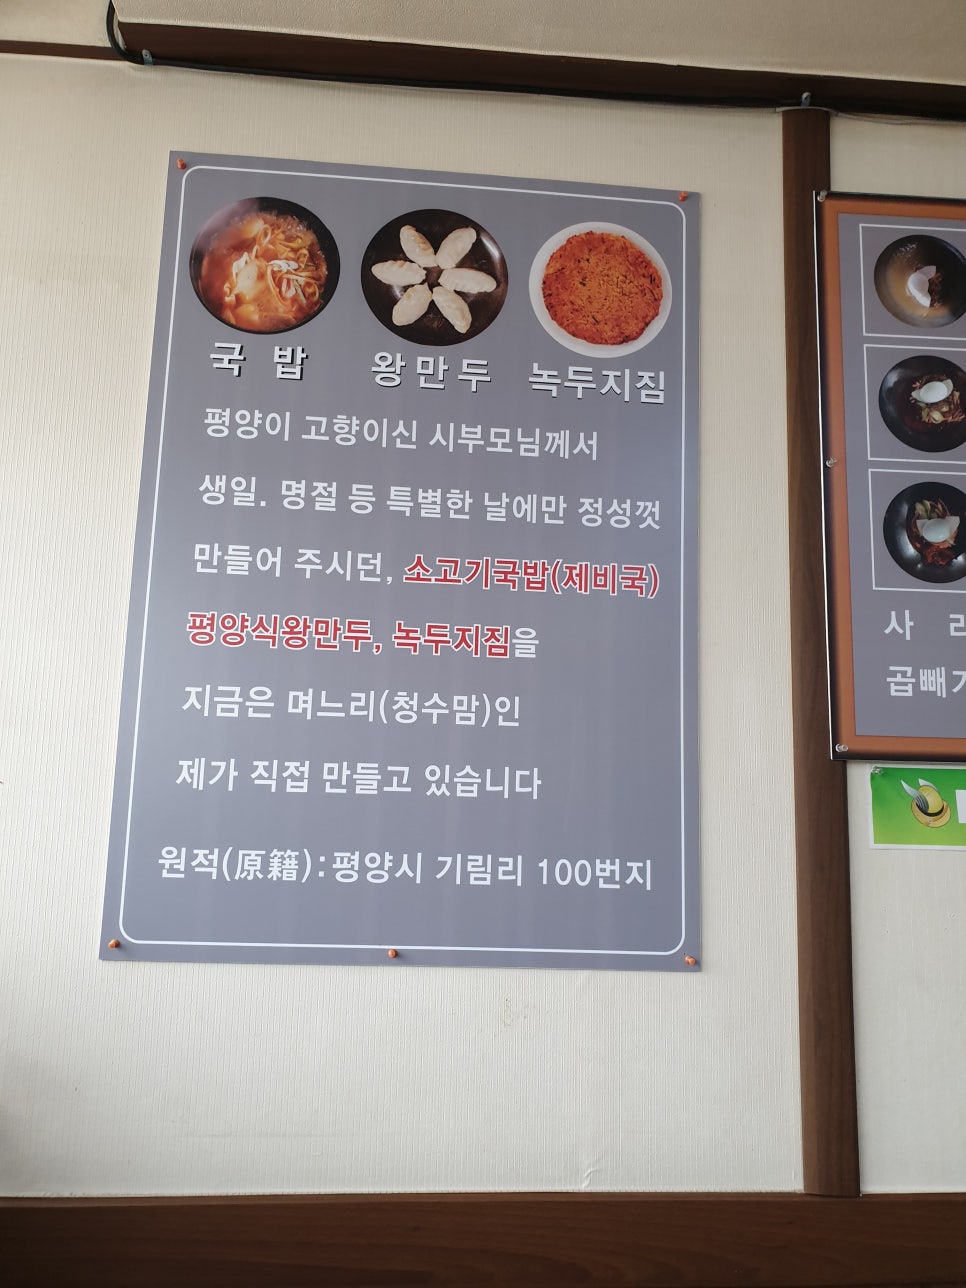 국 밥 왕만두 녹두지짐
평양이 고향이신 시부모님께서
생일. 명절 등 특별한 날에만 정성껏
만들어 주시던, 소고기국밥(제비국)
평양식왕만두, 녹두지짐을
지금은 며느리(청수맘)인
제가 직접 만들고 있습니다
원적(原籍):평양시 기림리 100번지
사
곱빼